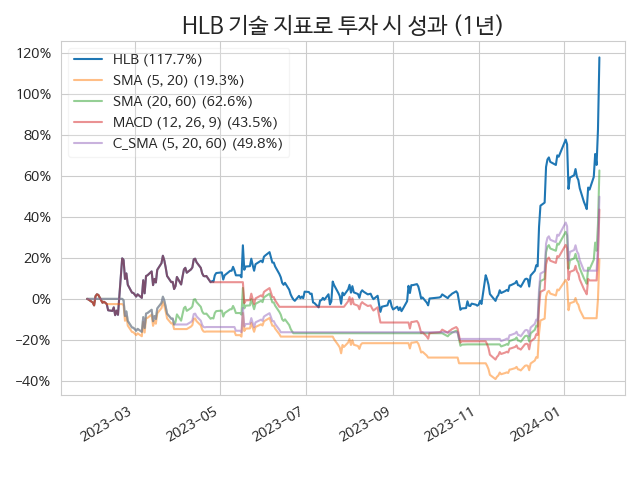 HLB 기술 지표로 투자 시 성과 (1년)
HLB (117.7%)
SMA (5, 20) (19.3%)
SMA (20, 60) (62.6%)
MACD (12, 26, 9) (43.5%)
C_SMA (5, 20, 60) (49.8%)
120%
100%
80%
60%
40%
20%
0%
−20%
−40%
2023−03
2023−05
2023−07
2023−09
2023−11
2024−01